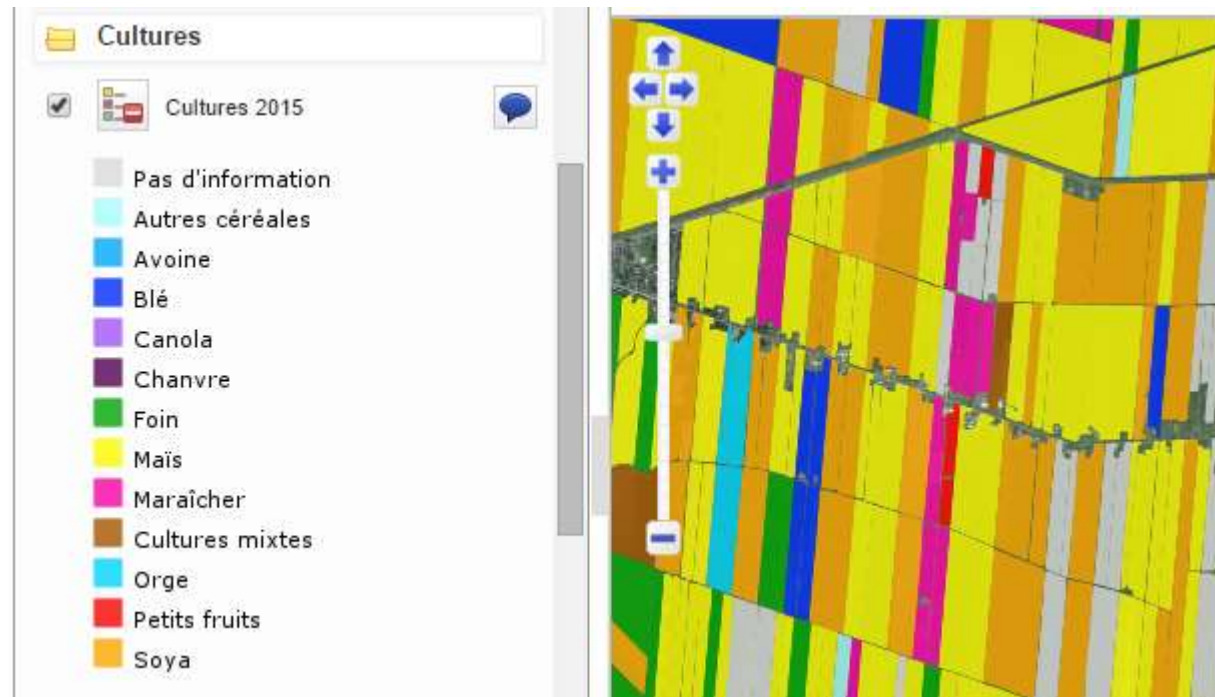 Cultures
Cultures 2015
Pas d'information
Autres céréales
Avoine
Blé
Canola
Chanvre
Foin
Maïs
Maraîcher
Cultures mixtes
Orge
Petits fruits
Soya